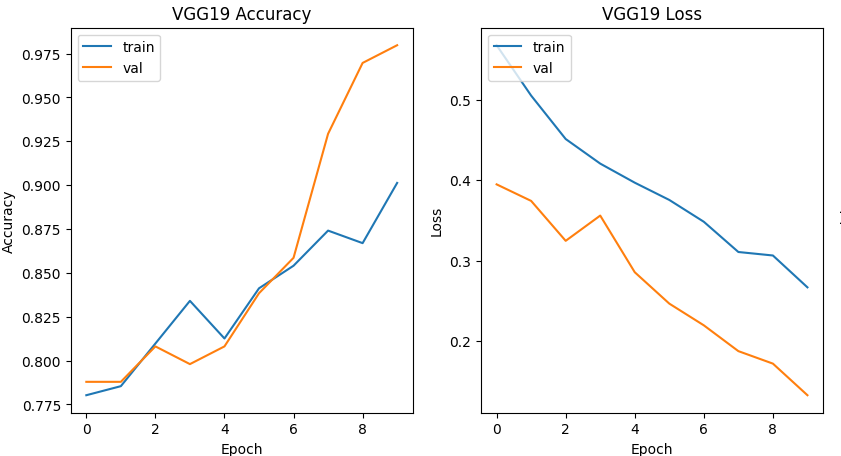 VGG19 Accuracy
train
val
0.975
0.950
0.925
0.900
0.875
0.850
0.825
0.800
0.775
Accuracy
0 2 4 6 8
Epoch
VGG19 Loss
train
val
0.5
0.4
0.3
0.2
Loss
0 2 4 6 8
Epoch